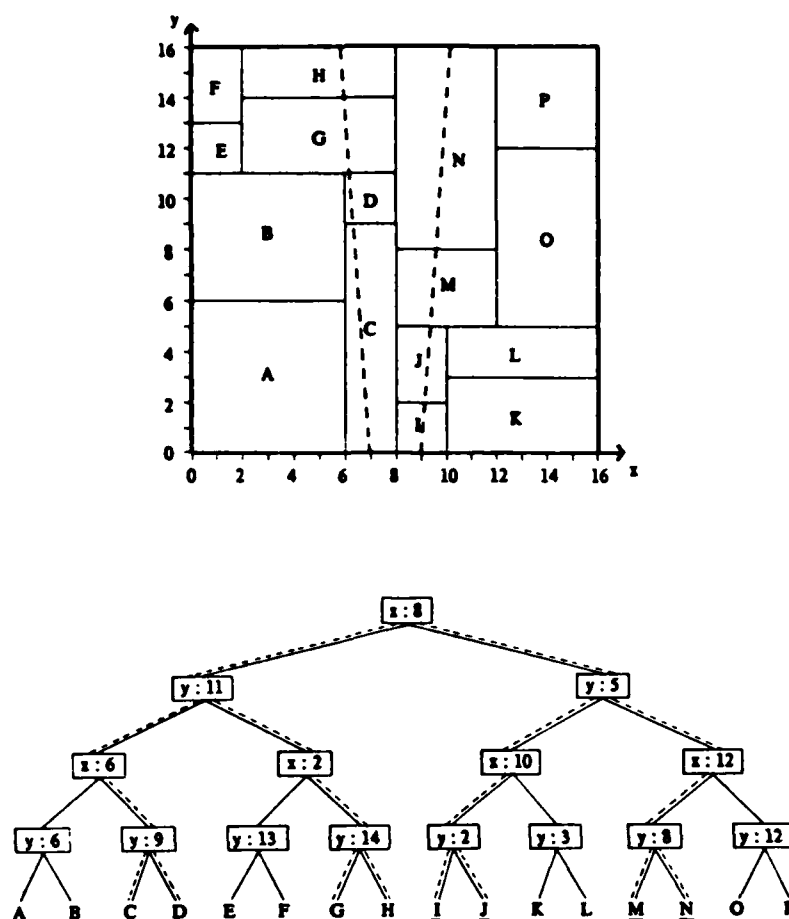 y
16
F
H
P
14
G
E
N
12
D
10
B
O
8
M
6
C
J
L
4
A
2
I
K
0
0 2 4 6 8 10 12 14 16 x
x : 8
y : 11 y : 5
x : 6 x : 2 x : 10 x : 12
y : 6 y : 9 y : 13 y : 14 y : 2 y : 3 y : 8 y : 12
A B C D E F G H I J K L M N O P